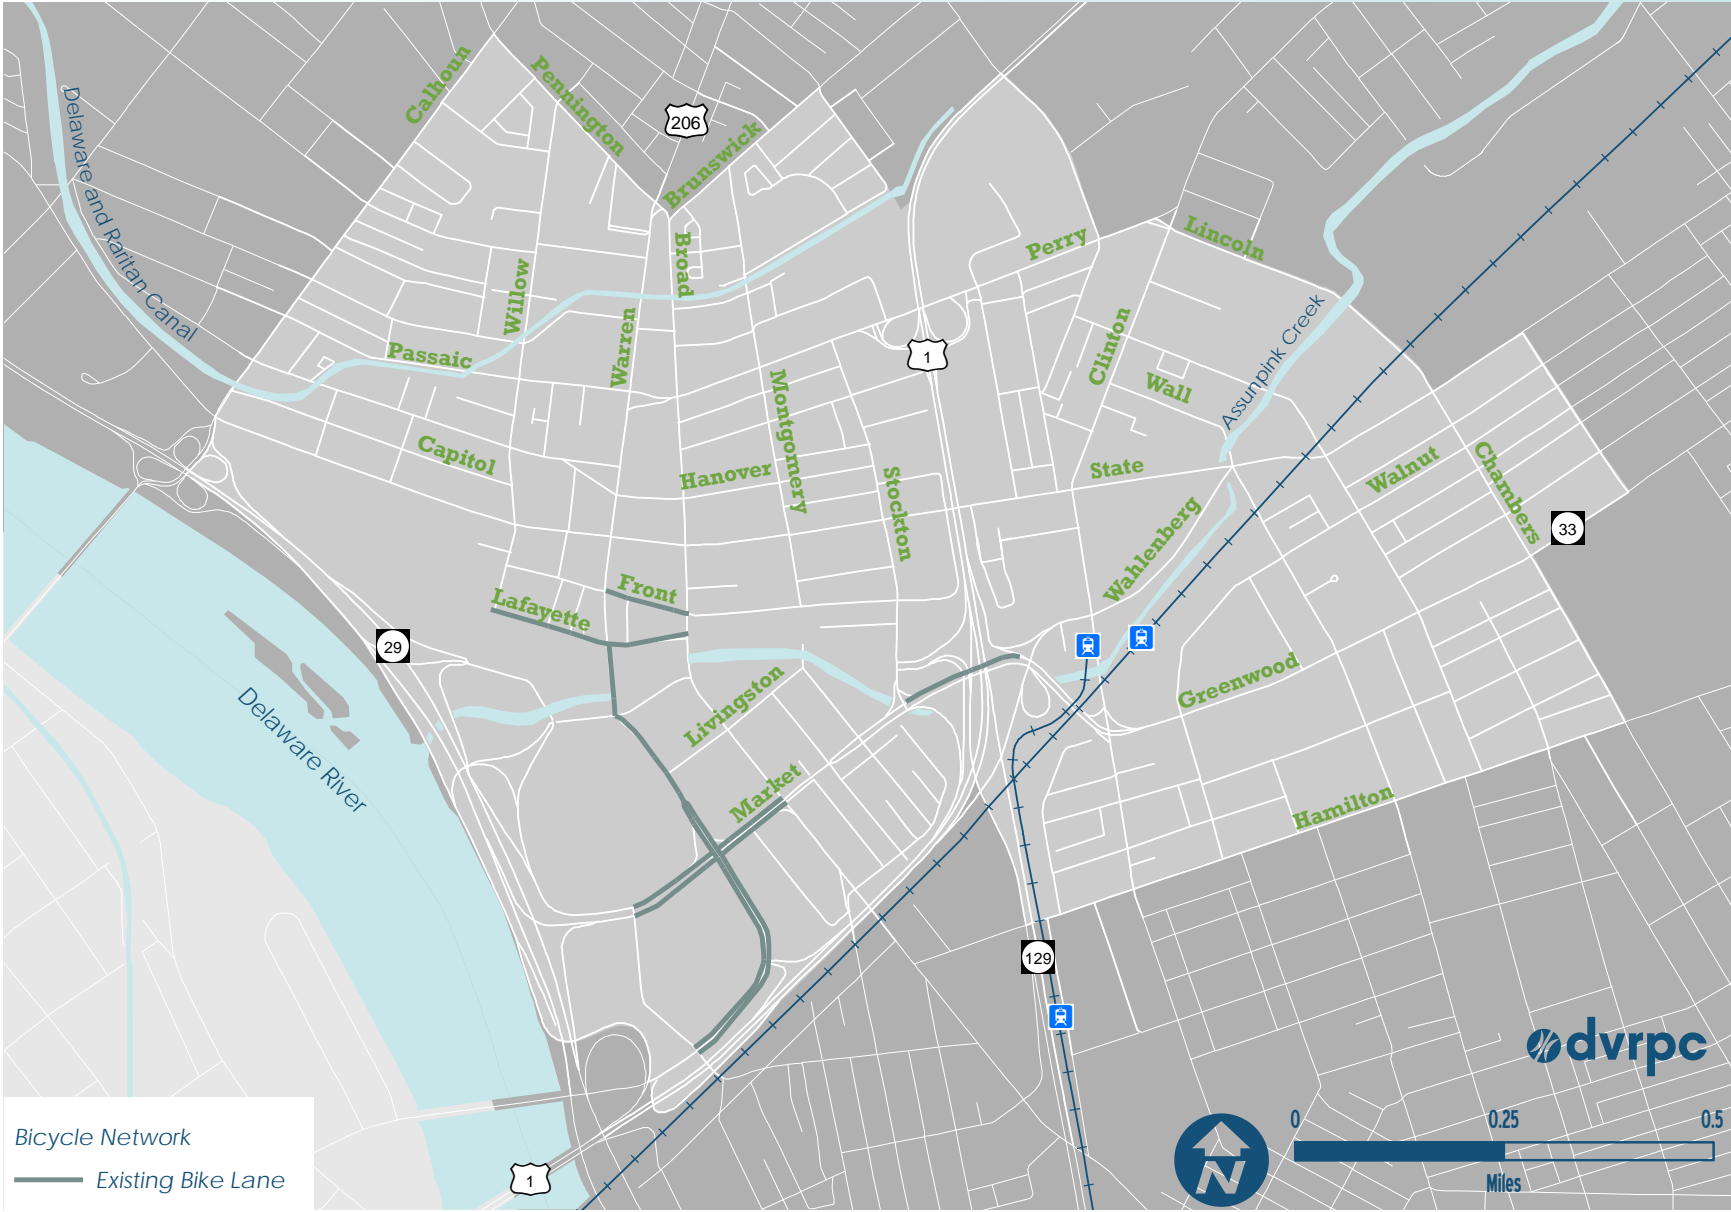 Calhoun
Pennington
206
Brunswick
Delaware and Raritan Canal
Broad
Perry
Lincoln
Willow
Warren
Passaic
1
Clinton
Wall
Assunpink Creek
Montgomery
Capitol
Hanover
Stockton
State
Walnut
Chambers
33
Wahlenberg
Front
Lafayette
29
Delaware River
Livingston
Greenwood
Market
Hamilton
129
dvrpc
0 0.25 0.5
Miles
N
Bicycle Network
Existing Bike Lane
1